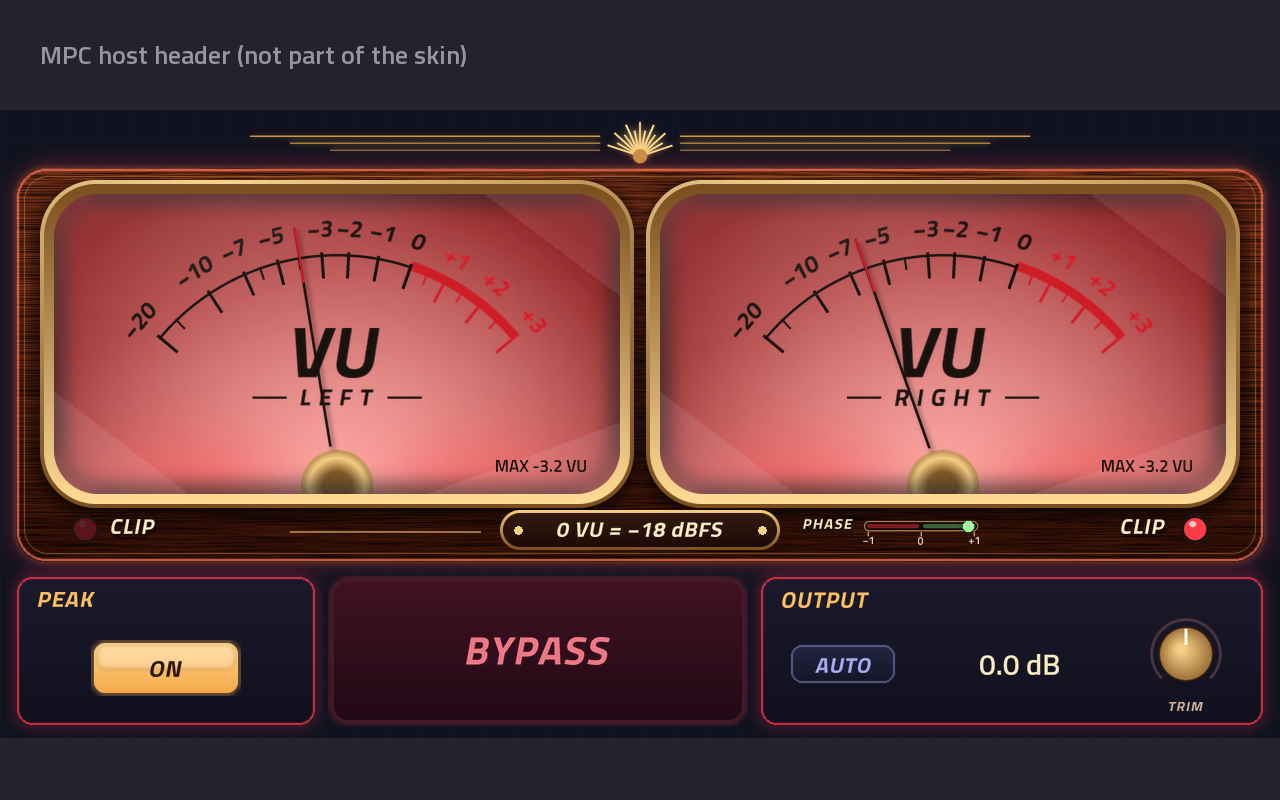 MPC host header (not part of the skin)
−20 −10 −7 −5 −3 −2 −1 0 +1 +2 +3
VU
LEFT
MAX -3.2 VU
−20 −10 −7 −5 −3 −2 −1 0 +1 +2 +3
VU
RIGHT
MAX -3.2 VU
CLIP
0 VU = −18 dBFS
PHASE
−1 0 +1
CLIP
PEAK
ON
BYPASS
OUTPUT
AUTO
0.0 dB
TRIM